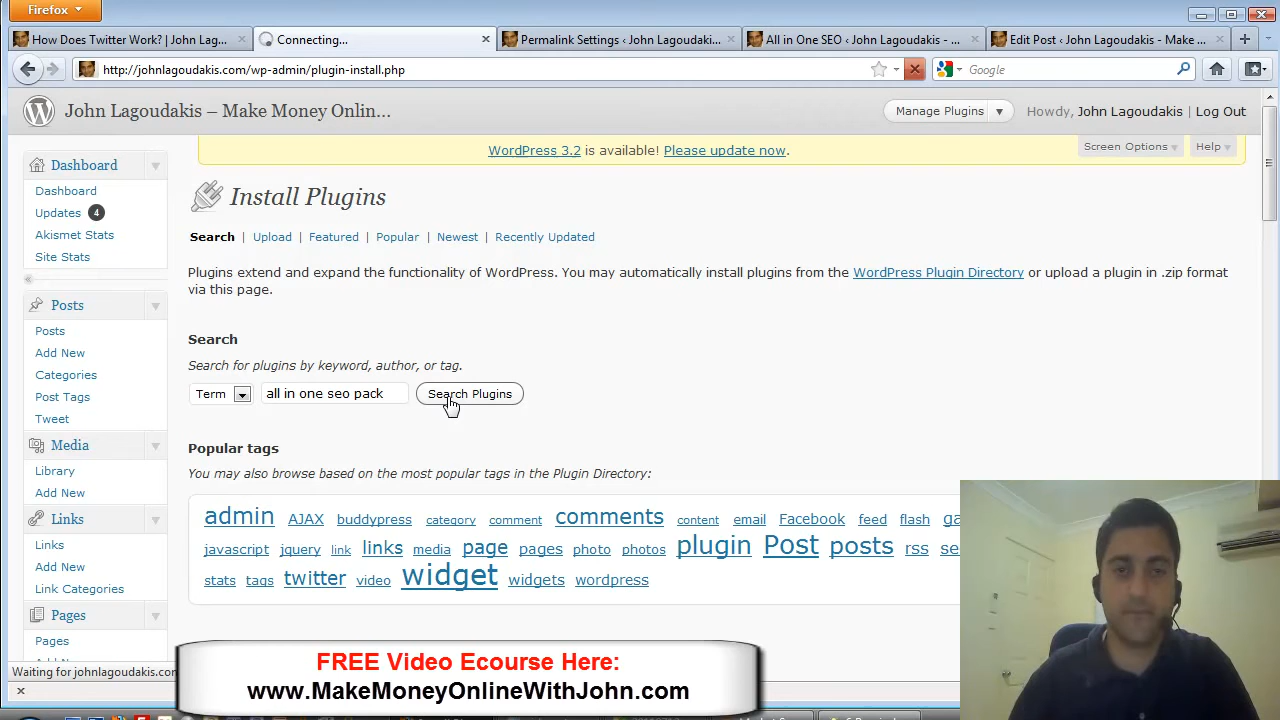 Firefox
How Does Twitter Work? | John Lag...
Connecting...
Permalink Settings ‹ John Lagoudaki...
All in One SEO ‹ John Lagoudakis - ...
Edit Post ‹ John Lagoudakis - Make ...
http://johnlagoudakis.com/wp-admin/plugin-install.php
Google
John Lagoudakis – Make Money Onlin...
Manage Plugins
Howdy, John Lagoudakis | Log Out
WordPress 3.2 is available! Please update now.
Screen Options
Help
Dashboard
Dashboard
Updates 4
Akismet Stats
Site Stats
Posts
Posts
Add New
Categories
Post Tags
Tweet
Media
Library
Add New
Links
Links
Add New
Link Categories
Pages
Pages
Install Plugins
Search | Upload | Featured | Popular | Newest | Recently Updated
Plugins extend and expand the functionality of WordPress. You may automatically install plugins from the WordPress Plugin Directory or upload a plugin in .zip format
via this page.
Search
Search for plugins by keyword, author, or tag.
Term all in one seo pack Search Plugins
Popular tags
You may also browse based on the most popular tags in the Plugin Directory:
admin AJAX buddypress category comment comments content email Facebook feed flash
javascript jquery link links media page pages photo photos plugin Post posts rss
stats tags twitter video widget widgets wordpress
Waiting for johnlagoudakis.con
FREE Video Ecourse Here:
www.MakeMoneyOnlineWithJohn.com